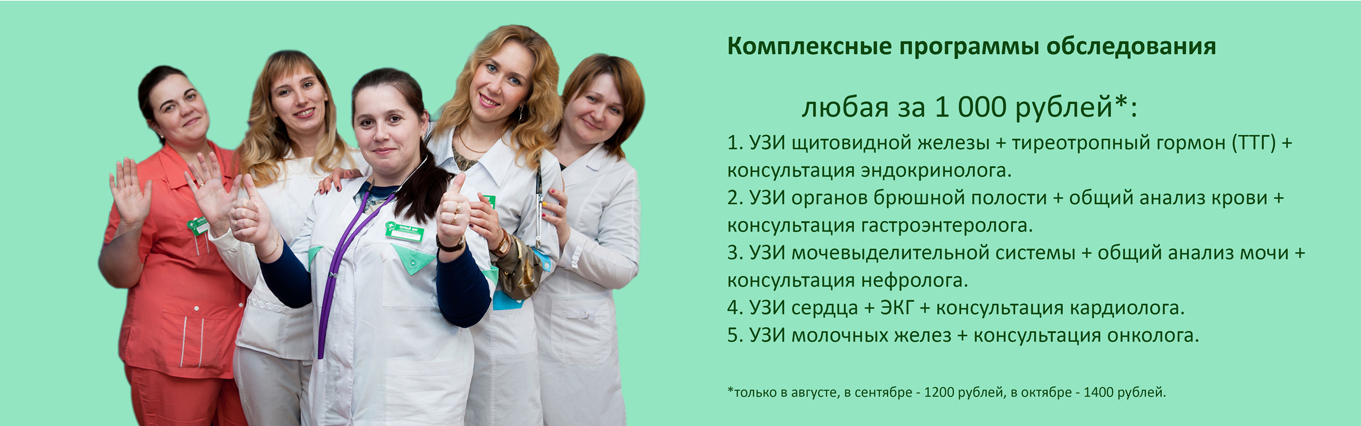 Комплексные программы обследования
любая за 1 000 рублей*:
1. УЗИ щитовидной железы + тиреотропный гормон (ТТГ) +
консультация эндокринолога.
2. УЗИ органов брюшной полости + общий анализ крови +
консультация гастроэнтеролога.
3. УЗИ мочевыделительной системы + общий анализ мочи +
консультация нефролога.
4. УЗИ сердца + ЭКГ + консультация кардиолога.
5. УЗИ молочных желез + консультация онколога.
*только в августе, в сентябре - 1200 рублей, в октябре - 1400 рублей.